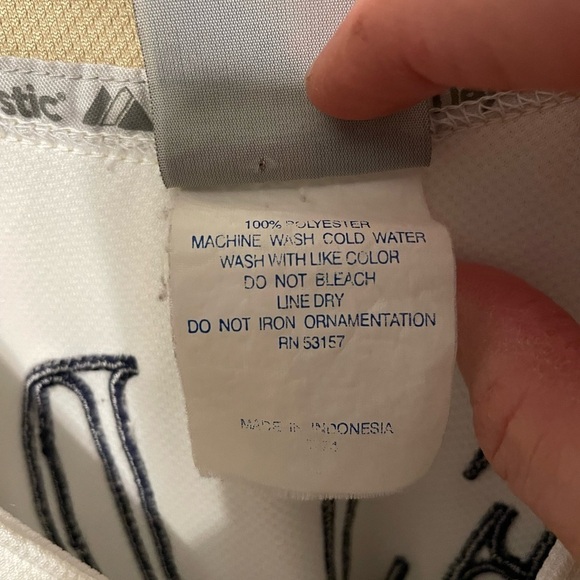 stic
100% POLYESTER
MACHINE WASH COLD WATER
WASH WITH LIKE COLOR
DO NOT BLEACH
LINE DRY
DO NOT IRON ORNAMENTATION
RN 53157
MADE IN INDONESIA